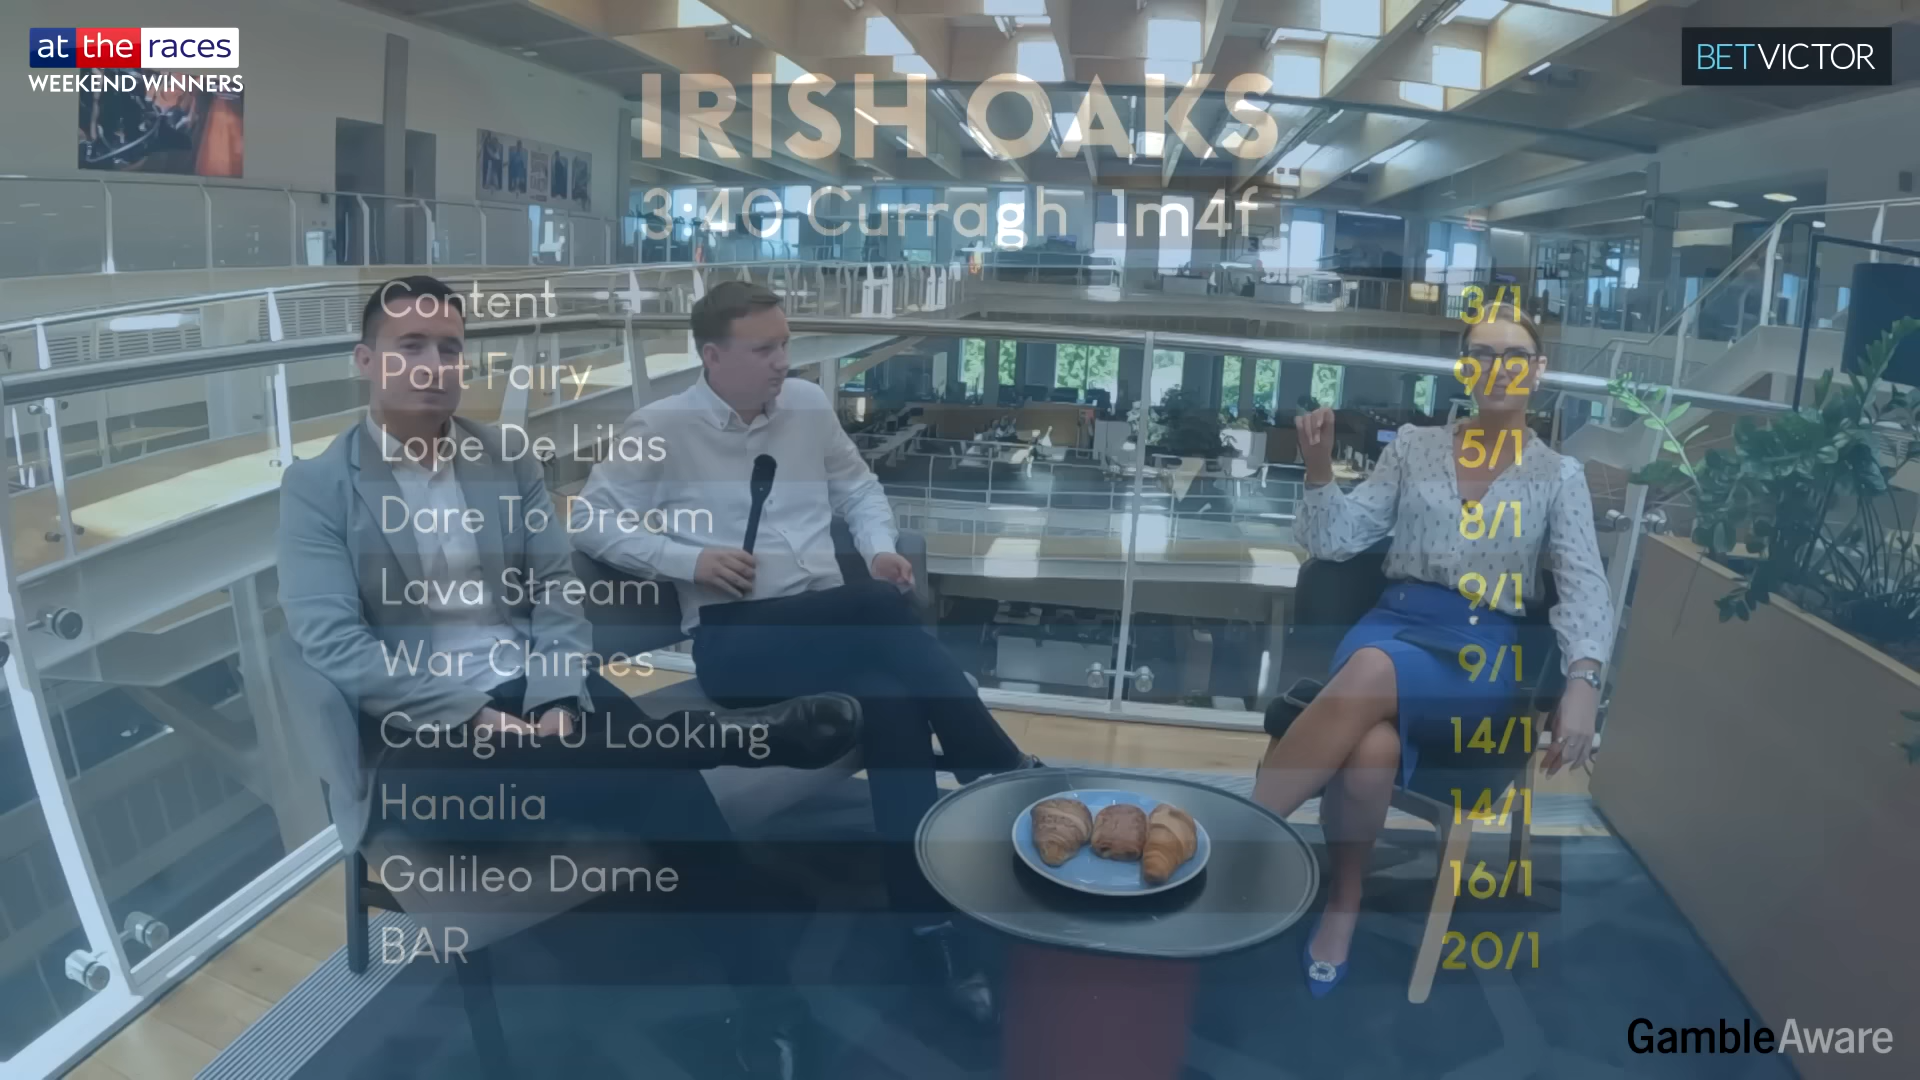 at the races
WEEKEND WINNERS
BETVICTOR
IRISH OAKS
3:40 Curragh 1m4f
Content 3/1
Port Fairy 9/2
Lope De Lilas 5/1
Dare To Dream 8/1
Lava Stream 9/1
War Chimes 9/1
Caught U Looking 14/1
Hanalia 14/1
Galileo Dame 16/1
BAR 20/1
GambleAware